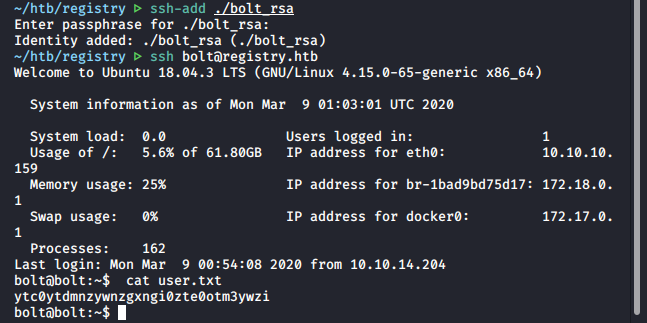 ~/htb/registry ▷ ssh-add ./bolt_rsa
Enter passphrase for ./bolt_rsa:
Identity added: ./bolt_rsa (./bolt_rsa)
~/htb/registry ▷ ssh bolt@registry.htb
Welcome to Ubuntu 18.04.3 LTS (GNU/Linux 4.15.0-65-generic x86_64)
System information as of Mon Mar  9 01:03:01 UTC 2020
System load:  0.0                Users logged in:                1
Usage of /:   5.6% of 61.80GB   IP address for eth0:            10.10.10.
159
Memory usage: 25%                IP address for br-1bad9bd75d17: 172.18.0.
1
Swap usage:   0%                 IP address for docker0:         172.17.0.
1
Processes:    162
Last login: Mon Mar  9 00:54:08 2020 from 10.10.14.204
bolt@bolt:~$  cat user.txt
ytc0ytdmnzywnzgxngi0zte0otm3ywzi
bolt@bolt:~$